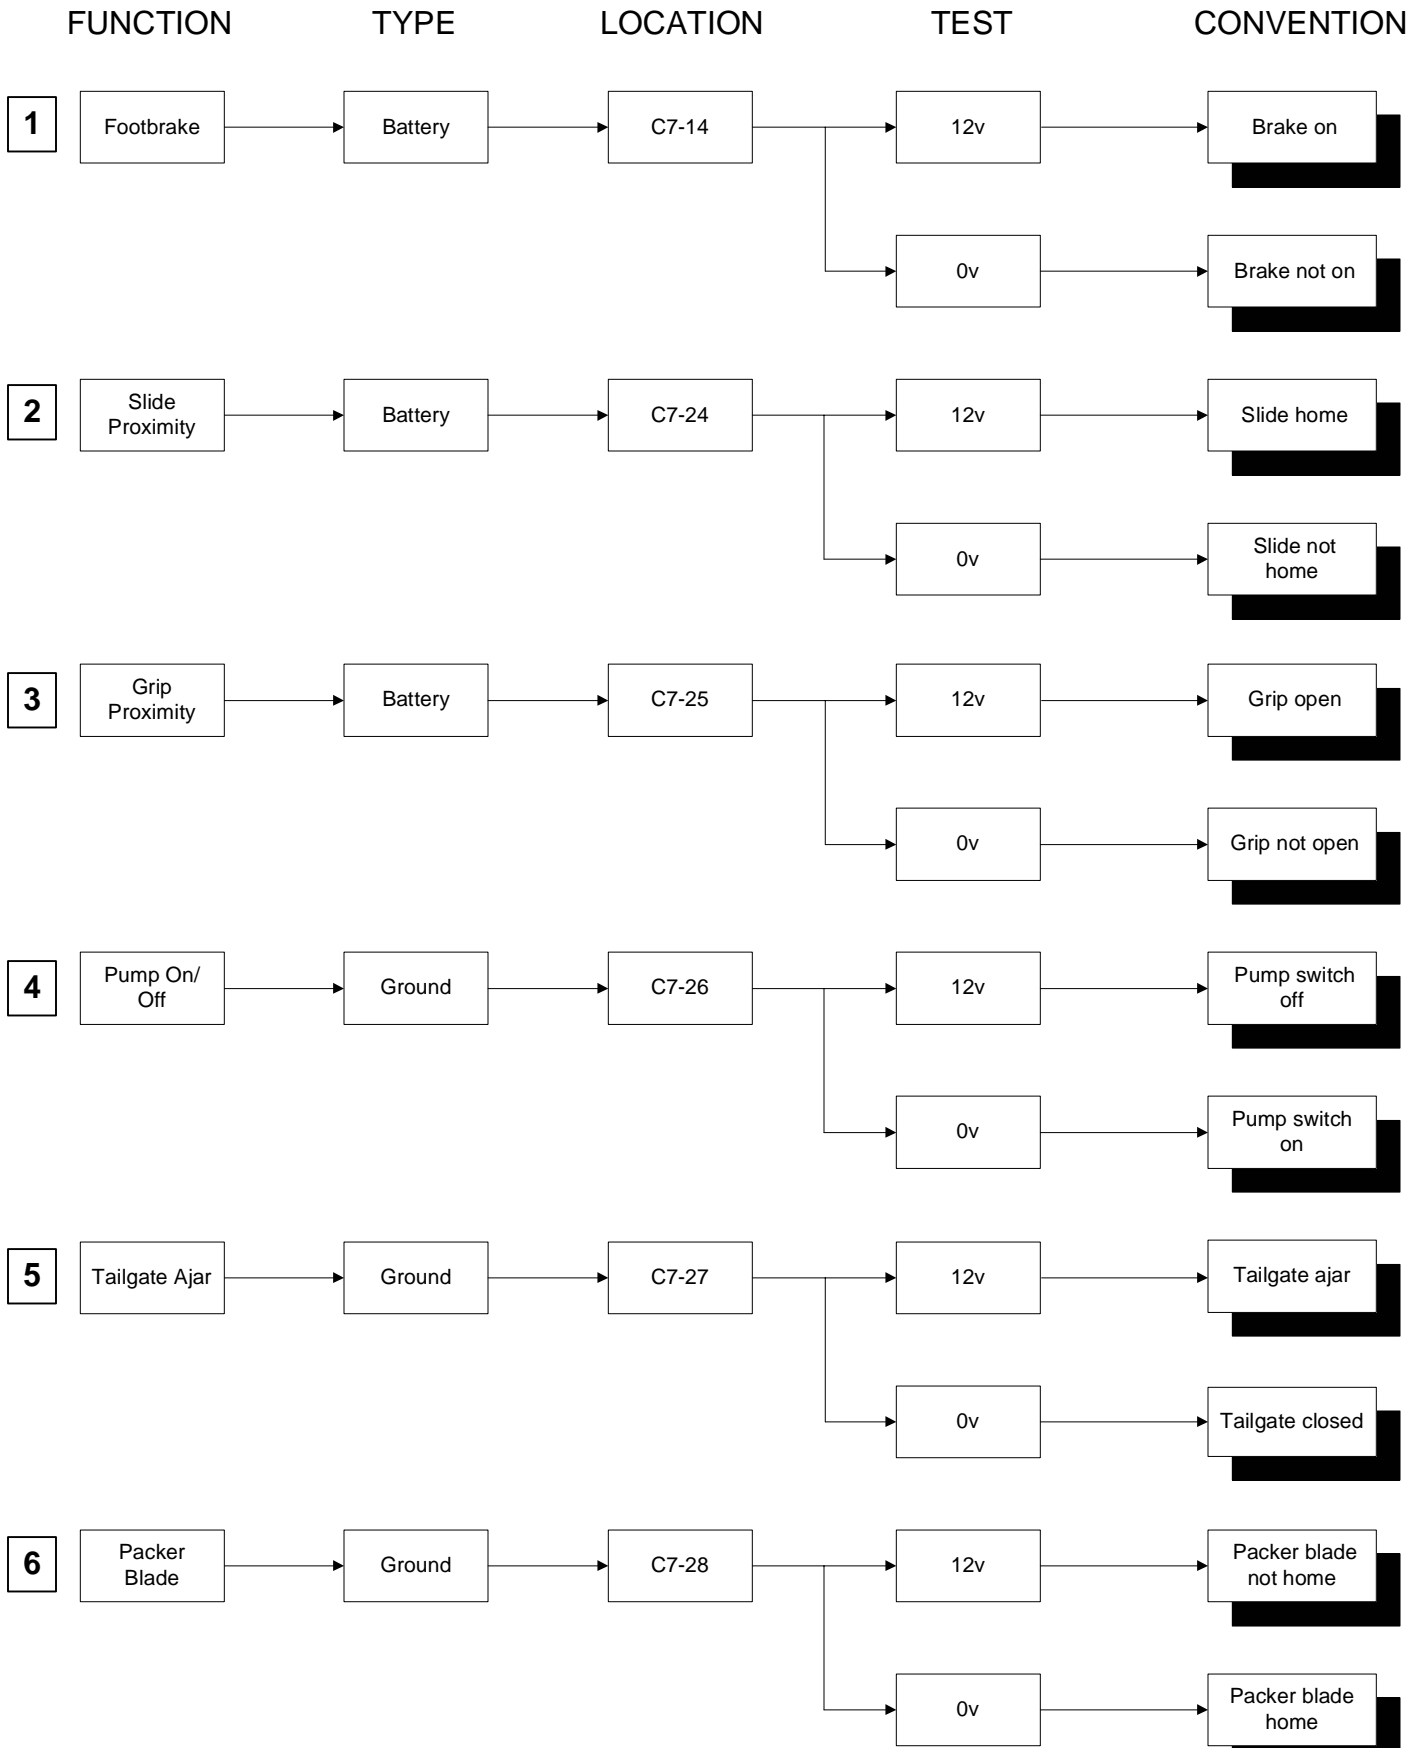 FUNCTION TYPE LOCATION TEST CONVENTION
1 Footbrake Battery C7-14 12v Brake on
0v Brake not on
2 Slide
Proximity Battery C7-24 12v Slide home
0v Slide not
home
3 Grip
Proximity Battery C7-25 12v Grip open
0v Grip not open
4 Pump On/
Off Ground C7-26 12v Pump switch
off
0v Pump switch
on
5 Tailgate Ajar Ground C7-27 12v Tailgate ajar
0v Tailgate closed
6 Packer
Blade Ground C7-28 12v Packer blade
not home
0v Packer blade
home